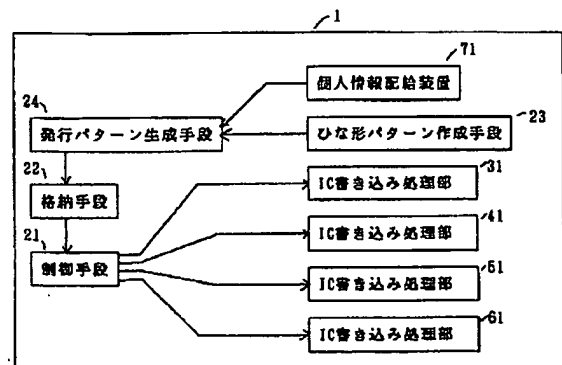 1
71
個人情報配給装置
24
発行パターン生成手段
ひな形パターン作成手段
23
22
格納手段
31
IC書き込み処理部
41
IC書き込み処理部
21
制御手段
51
IC書き込み処理部
61
IC書き込み処理部